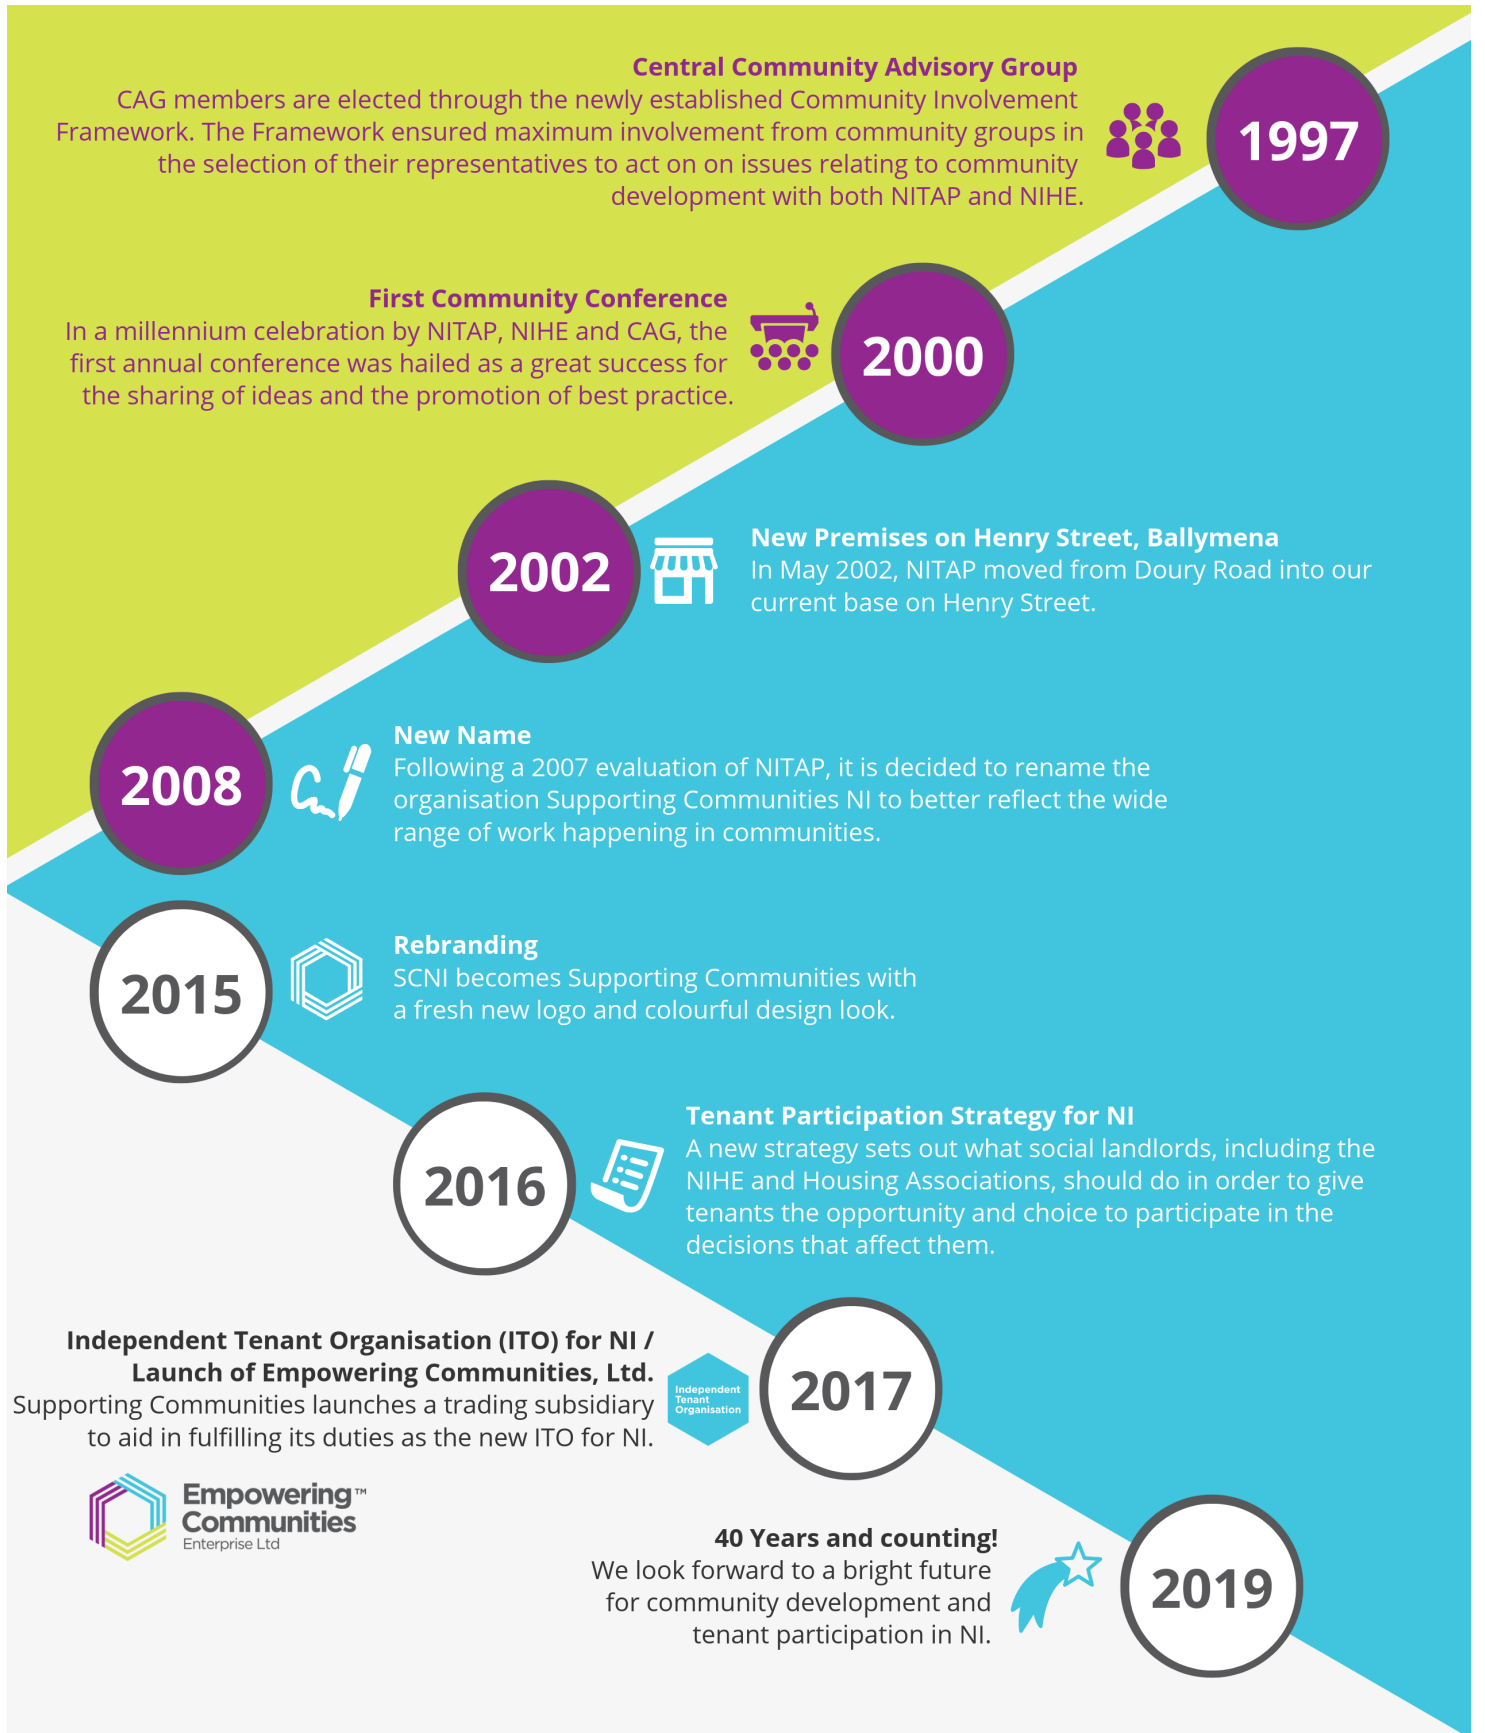 Central Community Advisory Group
CAG members are elected through the newly established Community Involvement
Framework. The Framework ensured maximum involvement from community groups in
the selection of their representatives to act on on issues relating to community
development with both NITAP and NIHE.
1997
First Community Conference
In a millennium celebration by NITAP, NIHE and CAG, the
first annual conference was hailed as a great success for
the sharing of ideas and the promotion of best practice.
2000
2002
New Premises on Henry Street, Ballymena
In May 2002, NITAP moved from Doury Road into our
current base on Henry Street.
2008
New Name
Following a 2007 evaluation of NITAP, it is decided to rename the
organisation Supporting Communities NI to better reflect the wide
range of work happening in communities.
2015
Rebranding
SCNI becomes Supporting Communities with
a fresh new logo and colourful design look.
2016
Tenant Participation Strategy for NI
A new strategy sets out what social landlords, including the
NIHE and Housing Associations, should do in order to give
tenants the opportunity and choice to participate in the
decisions that affect them.
Independent Tenant Organisation (ITO) for NI /
Launch of Empowering Communities, Ltd.
Supporting Communities launches a trading subsidiary
to aid in fulfilling its duties as the new ITO for NI.
Independent
Tenant
Organisation
2017
Empowering™
Communities
Enterprise Ltd
40 Years and counting!
We look forward to a bright future
for community development and
tenant participation in NI.
2019